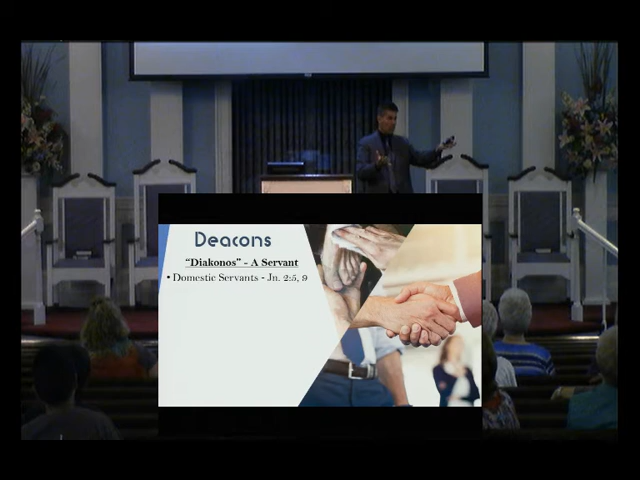 Deacons
“Diakonos” - A Servant
• Domestic Servants - Jn. 2:5, 9